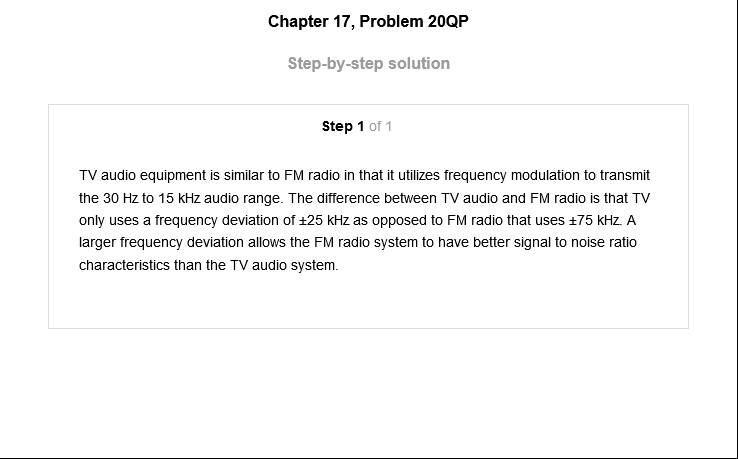 Chapter 17, Problem 20QP
Step-by-step solution
Step 1 of 1
TV audio equipment is similar to FM radio in that it utilizes frequency modulation to transmit
the 30 Hz to 15 kHz audio range. The difference between TV audio and FM radio is that TV
only uses a frequency deviation of ±25 kHz as opposed to FM radio that uses ±75 kHz. A
larger frequency deviation allows the FM radio system to have better signal to noise ratio
characteristics than the TV audio system.